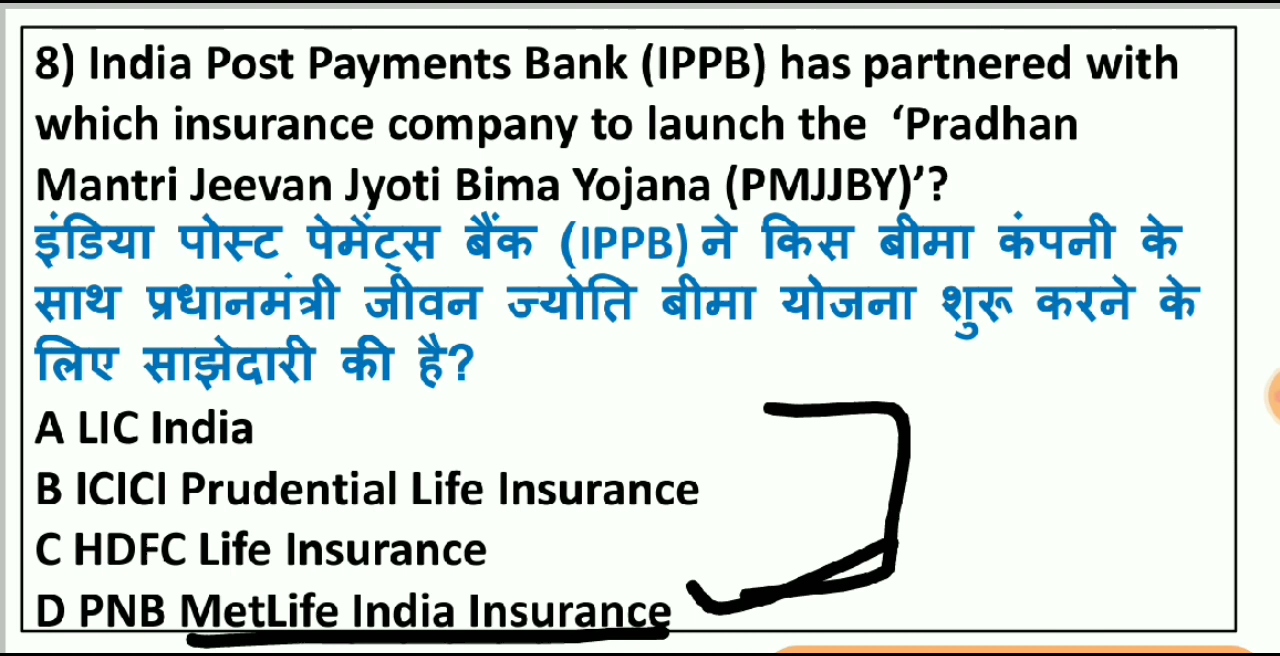 8) India Post Payments Bank (IPPB) has partnered with
which insurance company to launch the ‘Pradhan
Mantri Jeevan Jyoti Bima Yojana (PMJJBY)’?
इंडिया पोस्ट पेमेंट्स बैंक (IPPB) ने किस बीमा कंपनी के
साथ प्रधानमंत्री जीवन ज्योति बीमा योजना शुरू करने के
लिए साझेदारी की है?
A LIC India
B ICICI Prudential Life Insurance
C HDFC Life Insurance
D PNB MetLife India Insurance